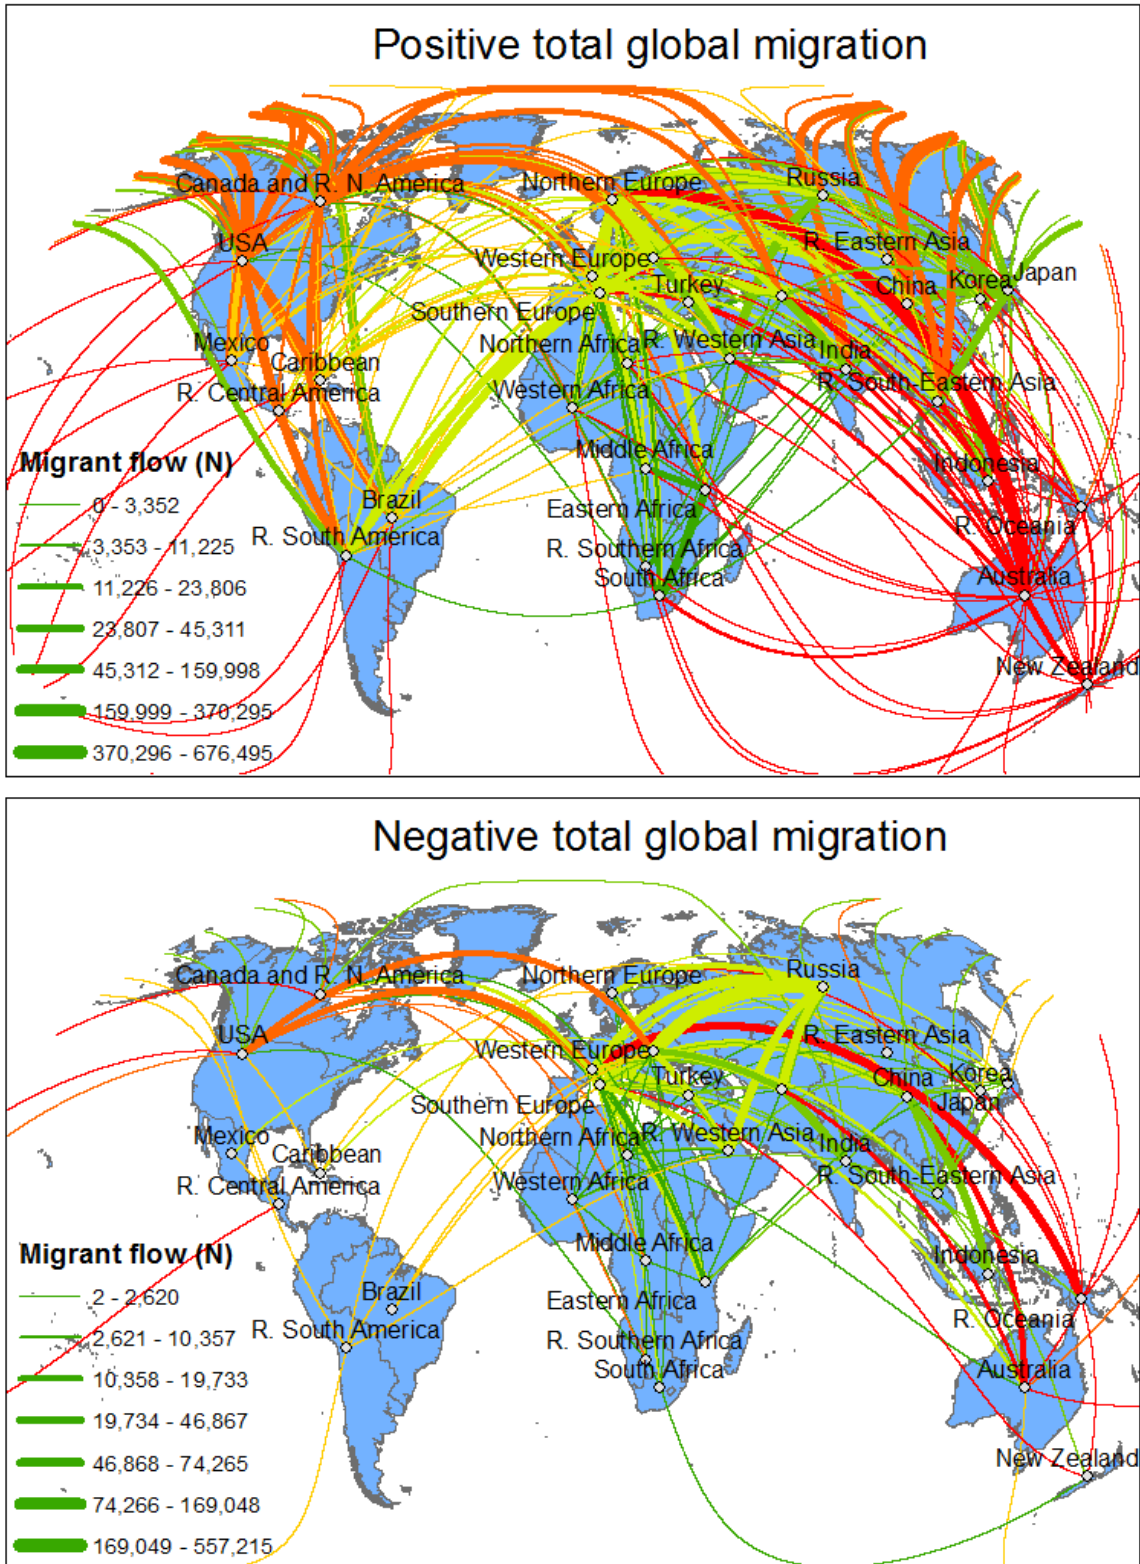 Positive total global migration
Canada and R. N. America
Northern Europe
Russia
USA
Western Europe
R. Eastern Asia
Turkey
China
Korea
Japan
Southern Europe
Mexico
Caribbean
Northern Africa
R. Western Asia
India
R. Central America
Western Africa
R. South-Eastern Asia
Migrant flow (N)
Middle Africa
Indonesia
0 - 3,352
Brazil
Eastern Africa
R. Oceania
3,353 - 11,225
R. South America
R. Southern Africa
11,226 - 23,806
South Africa
Australia
23,807 - 45,311
45,312 - 159,998
New Zealand
159,999 - 370,295
370,296 - 676,495
Negative total global migration
Canada and R. N. America
Northern Europe
Russia
USA
Western Europe
R. Eastern Asia
Turkey
China
Korea
Japan
Southern Europe
Mexico
Caribbean
Northern Africa
R. Western Asia
India
R. Central America
Western Africa
R. South-Eastern Asia
Migrant flow (N)
Middle Africa
Indonesia
2 - 2,620
Brazil
Eastern Africa
R. Oceania
2,621 - 10,357
R. South America
R. Southern Africa
10,358 - 19,733
South Africa
Australia
19,734 - 46,867
46,868 - 74,265
New Zealand
74,266 - 169,048
169,049 - 557,215